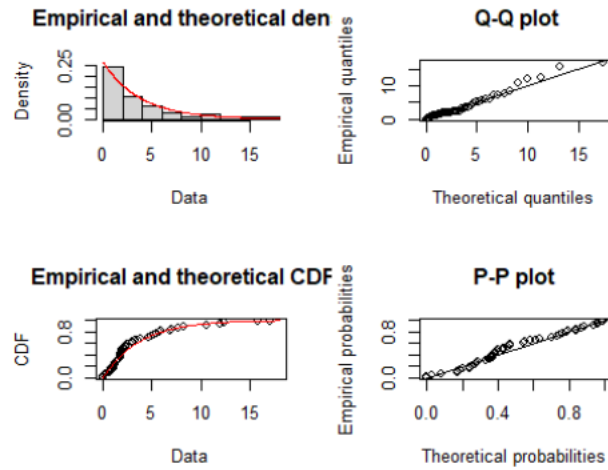 Empirical and theoretical den
Density
0.00
0.25
0
5
10
15
Data
Q-Q plot
Empirical quantiles
0
10
0
5
10
15
Theoretical quantiles
Empirical and theoretical CDF
CDF
0.0
0.8
0
5
10
15
Data
P-P plot
Empirical probabilities
0.0
0.8
0.0
0.4
0.8
Theoretical probabilities